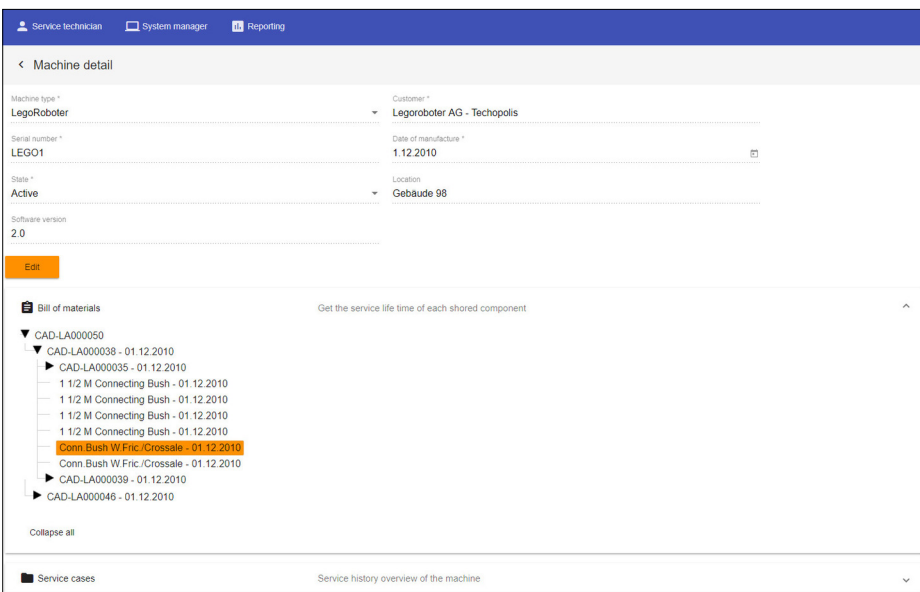 Service technician System manager Reporting
Machine detail
Machine type * Customer *
LegoRoboter Legoroboter AG - Techopolis
Serial number * Date of manufacture *
LEGO1 1.12.2010
State * Location
Active Gebäude 98
Software version
2.0
Edit
Bill of materials Get the service life time of each shored component
CAD-LA000050
CAD-LA000038 - 01.12.2010
CAD-LA000035 - 01.12.2010
1 1/2 M Connecting Bush - 01.12.2010
1 1/2 M Connecting Bush - 01.12.2010
1 1/2 M Connecting Bush - 01.12.2010
1 1/2 M Connecting Bush - 01.12.2010
Conn.Bush W.Fric./Crossale - 01.12.2010
Conn.Bush W.Fric./Crossale - 01.12.2010
CAD-LA000039 - 01.12.2010
CAD-LA000046 - 01.12.2010
Collapse all
Service cases Service history overview of the machine